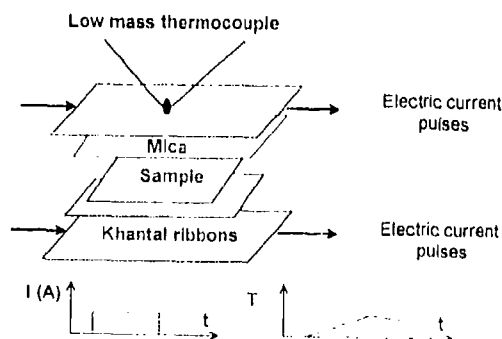 Low mass thermocouple
Electric current
pulses
Mica
Sample
Khantal ribbons
Electric current
pulses
I (A)
t
T
t